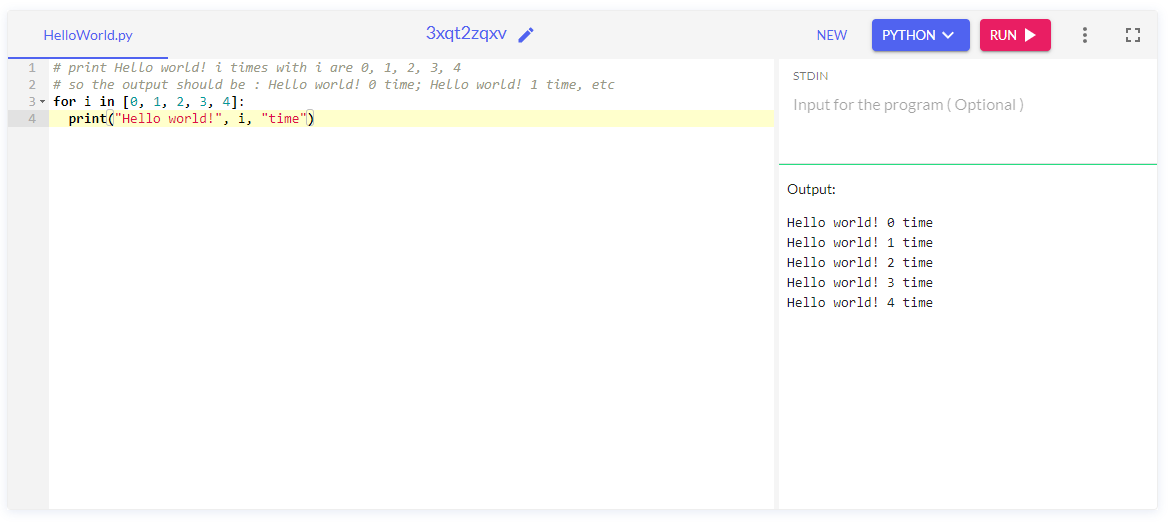 HelloWorld.py
3xqt2zqxv
NEW
PYTHON
RUN
1 # print Hello world! i times with i are 0, 1, 2, 3, 4
2 # so the output should be : Hello world! 0 time; Hello world! 1 time, etc
3 for i in [0, 1, 2, 3, 4]:
4   print("Hello world!", i, "time")
STDIN
Input for the program ( Optional )
Output:
Hello world! 0 time
Hello world! 1 time
Hello world! 2 time
Hello world! 3 time
Hello world! 4 time